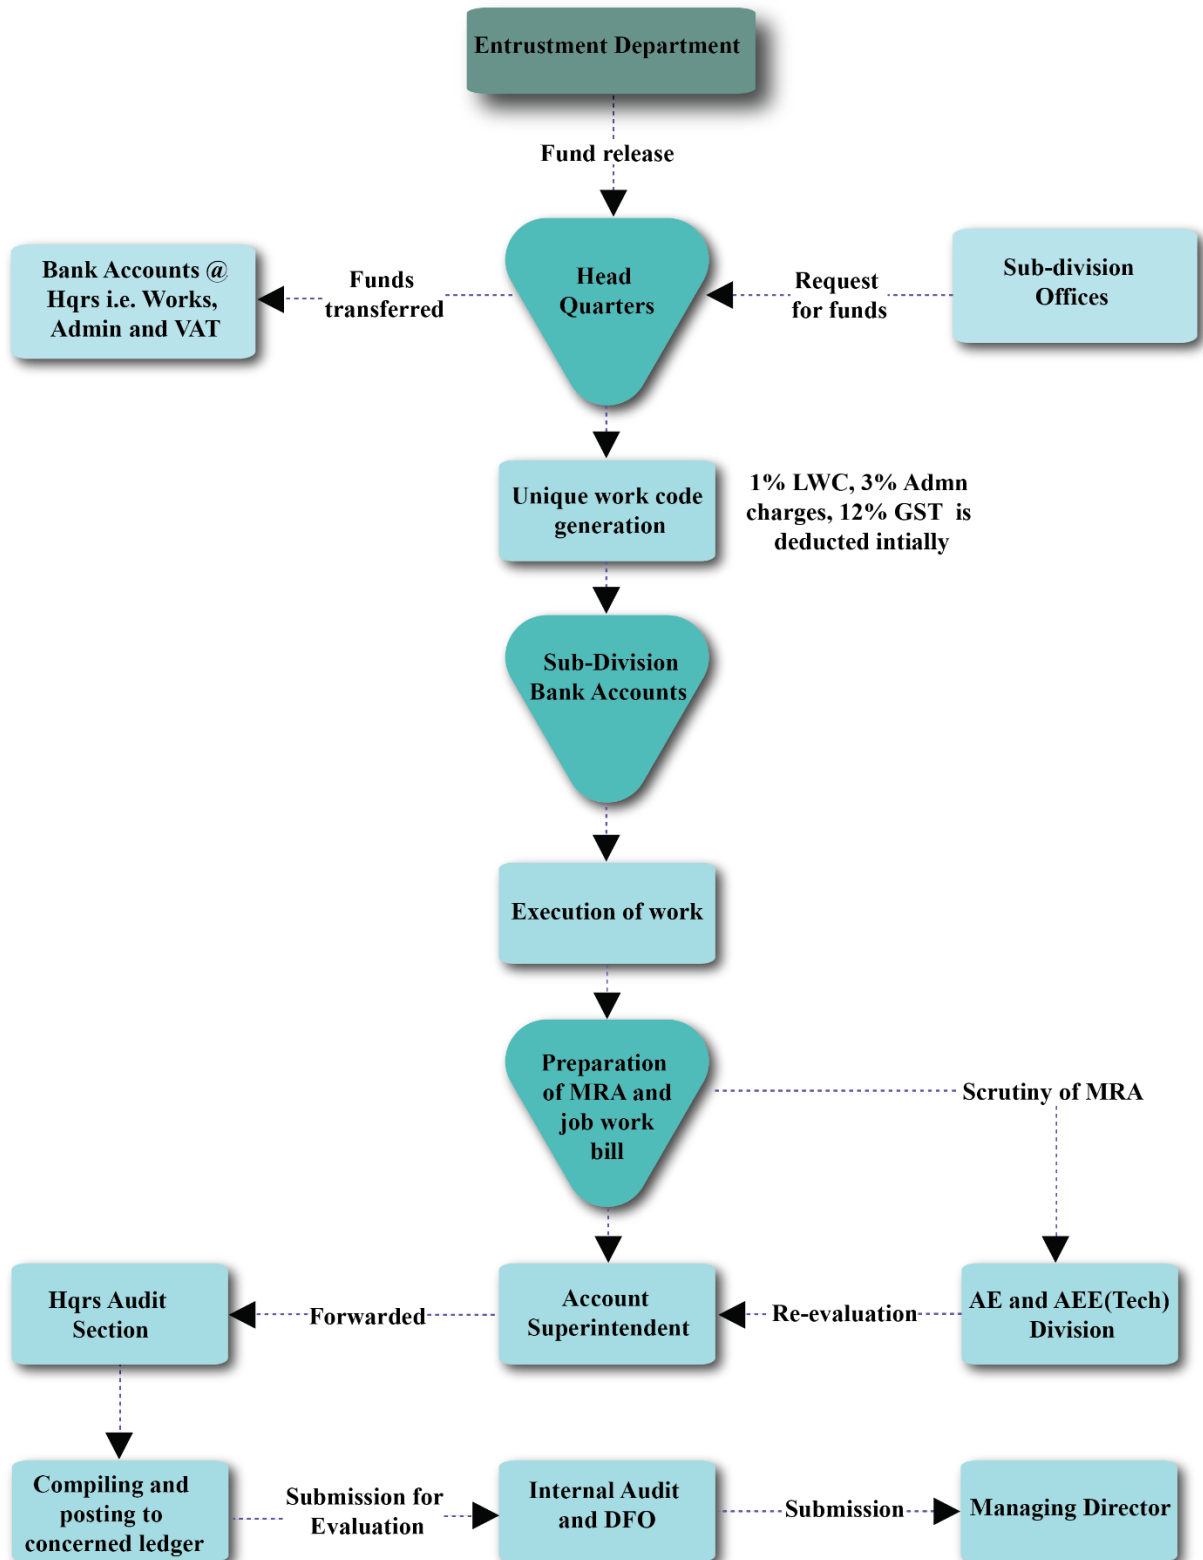 Entrustment Department
Fund release
Bank Accounts @
Hqrs i.e. Works,
Admin and VAT
Funds
transferred
Head
Quarters
Request
for funds
Sub-division
Offices
Unique work code
generation
1% LWC, 3% Admn
charges, 12% GST is
deducted intially
Sub-Division
Bank Accounts
Execution of work
Preparation
of MRA and
job work
bill
Scrutiny of MRA
Hqrs Audit
Section
Forwarded
Account
Superintendent
Re-evaluation
AE and AEE(Tech)
Division
Compiling and
posting to
concerned ledger
Submission for
Evaluation
Internal Audit
and DFO
Submission
Managing Director